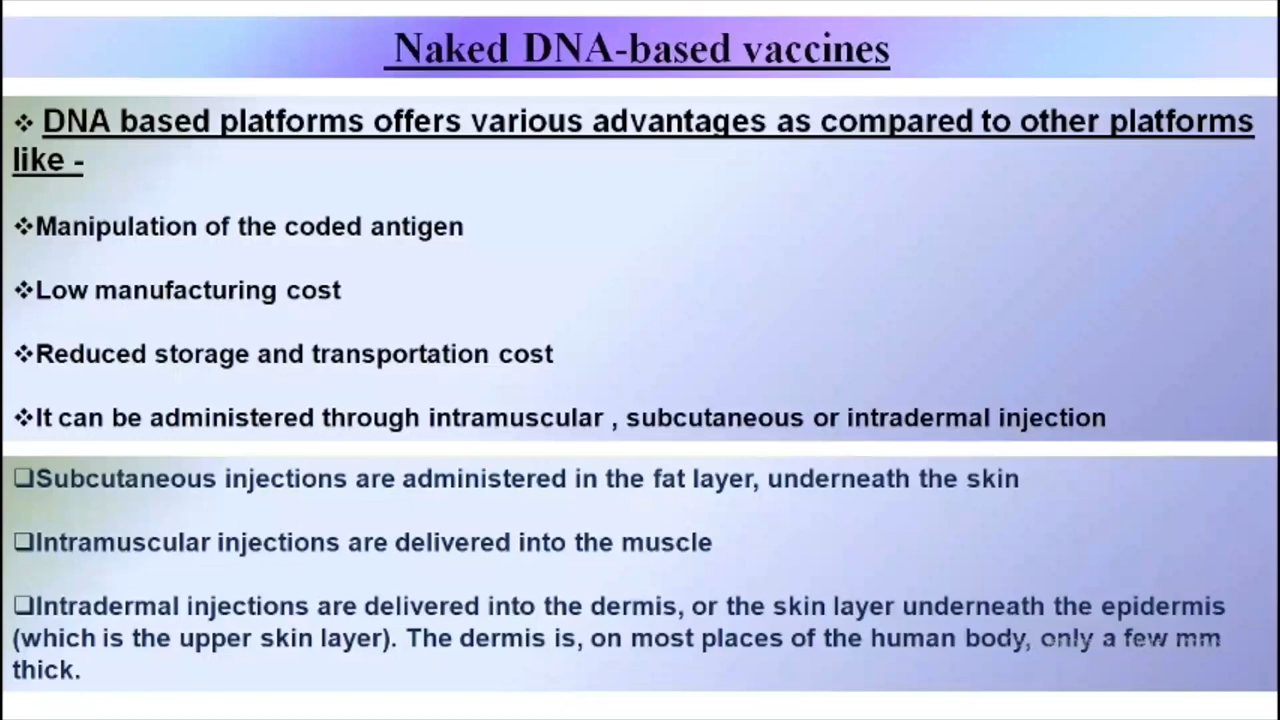 Naked DNA-based vaccines
❖ DNA based platforms offers various advantages as compared to other platforms
like -
❖Manipulation of the coded antigen
❖Low manufacturing cost
❖Reduced storage and transportation cost
❖It can be administered through intramuscular , subcutaneous or intradermal injection
❑Subcutaneous injections are administered in the fat layer, underneath the skin
❑Intramuscular injections are delivered into the muscle
❑Intradermal injections are delivered into the dermis, or the skin layer underneath the epidermis
(which is the upper skin layer). The dermis is, on most places of the human body, only a few mm
thick.